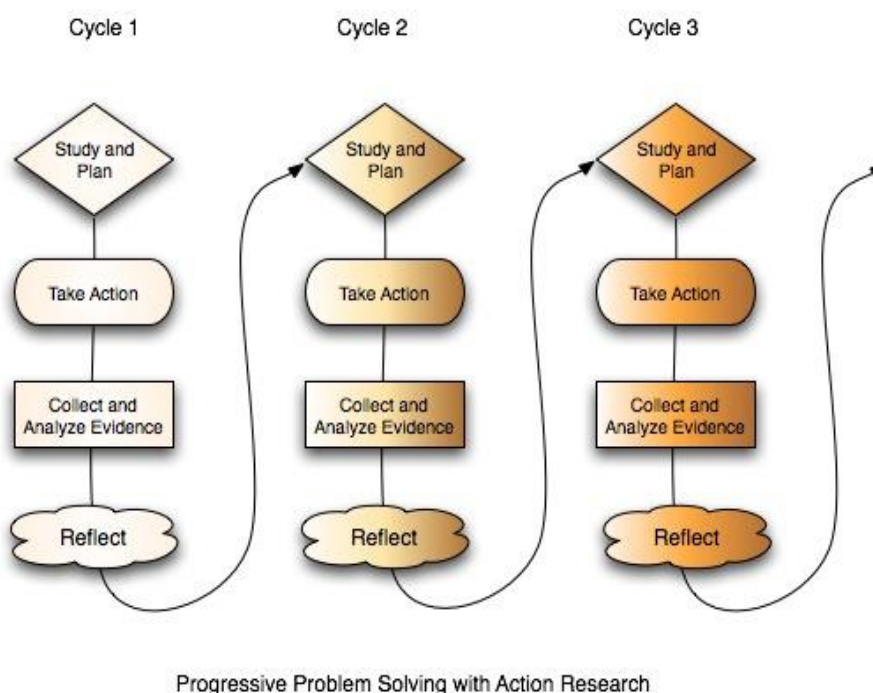 Cycle 1
Study and
Plan
Take Action
Collect and
Analyze Evidence
Reflect
Cycle 2
Study and
Plan
Take Action
Collect and
Analyze Evidence
Reflect
Cycle 3
Study and
Plan
Take Action
Collect and
Analyze Evidence
Reflect
Progressive Problem Solving with Action Research